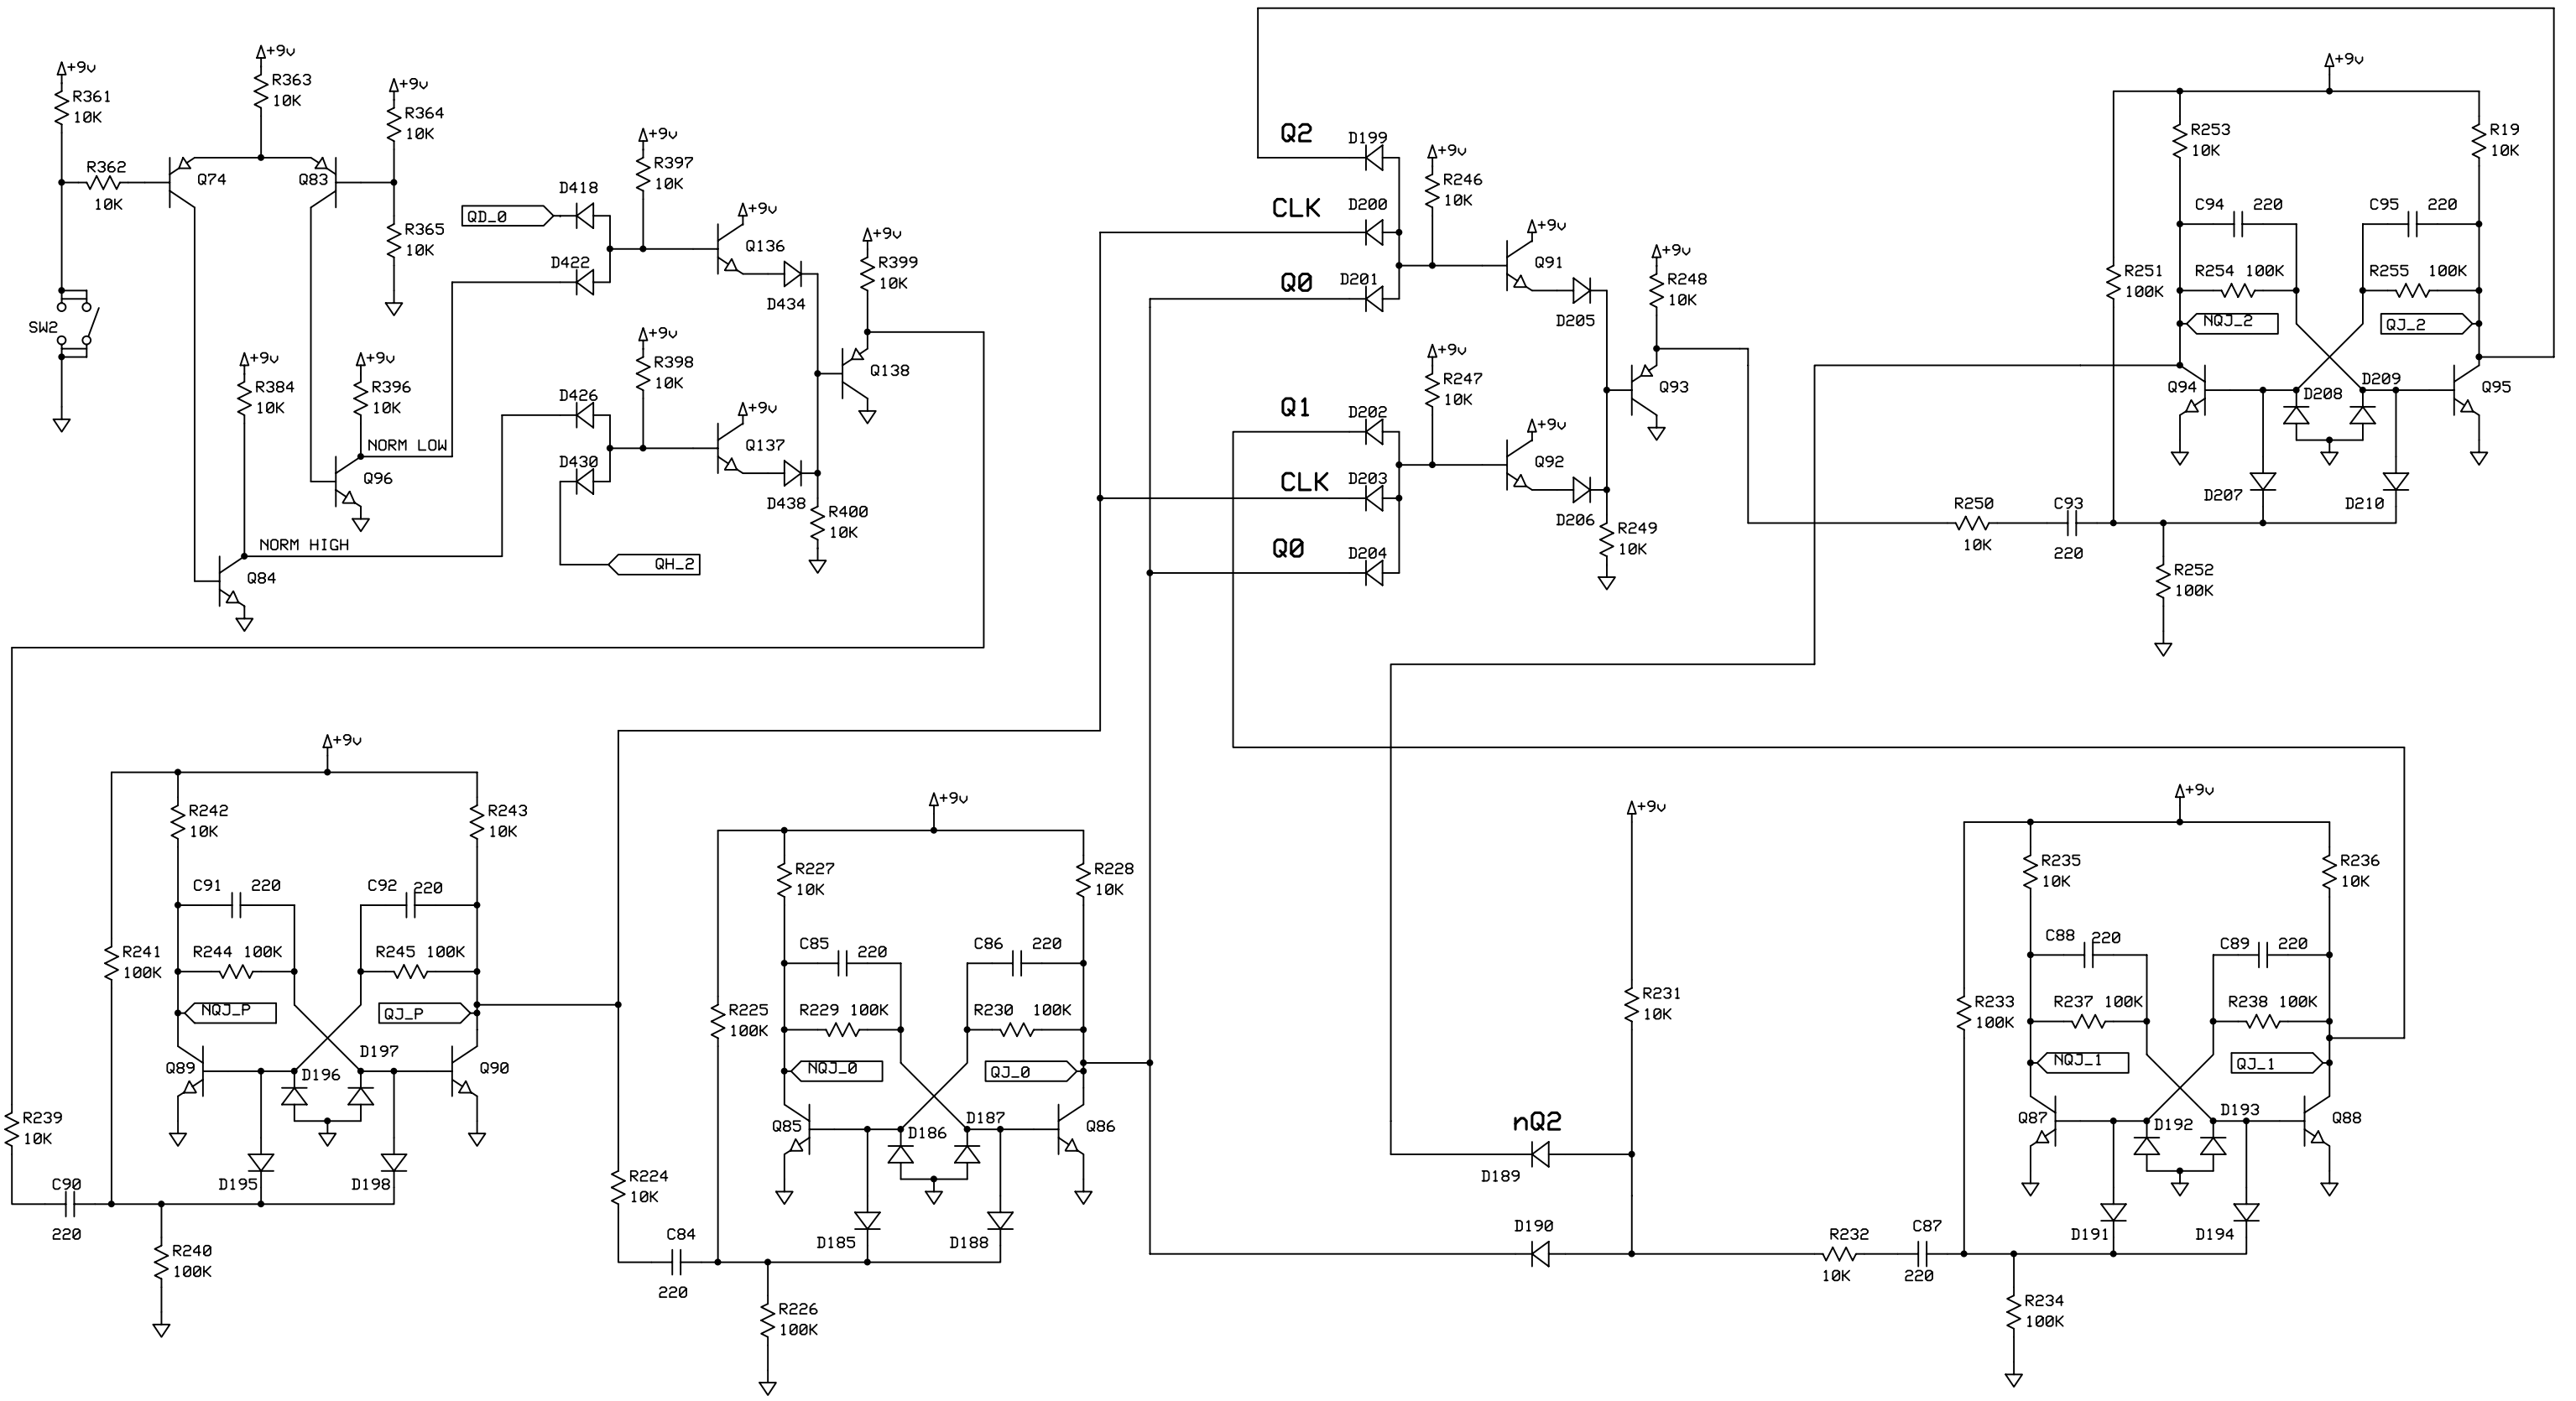 +9v
R361
10K
R362
10K
SW2
+9v
R363
10K
Q74
Q83
+9v
R364
10K
R365
10K
+9v
R384
10K
+9v
R396
10K
NORM LOW
Q96
NORM HIGH
Q84
D418
QD_0
D422
+9v
R397
10K
+9v
Q136
D434
+9v
R399
10K
Q138
D426
D430
+9v
R398
10K
+9v
Q137
D438
R400
10K
QH_2
Q2
D199
CLK
D200
Q0
D201
+9v
R246
10K
+9v
Q91
D205
+9v
R248
10K
Q93
Q1
D202
CLK
D203
Q0
D204
+9v
R247
10K
+9v
Q92
D206
R249
10K
+9v
R253
10K
R19
10K
C94 220
C95 220
R251
100K
R254 100K
R255 100K
NQJ_2
QJ_2
Q94
D208
D209
Q95
D207
D210
R250
10K
C93
220
R252
100K
+9v
R242
10K
R243
10K
C91 220
C92 220
R241
100K
R244 100K
R245 100K
NQJ_P
QJ_P
Q89
D196
D197
Q90
R239
10K
D195
D198
C90
220
R240
100K
+9v
R227
10K
R228
10K
C85 220
C86 220
R225
100K
R229 100K
R230 100K
NQJ_0
QJ_0
Q85
D186
D187
Q86
R224
10K
D185
D188
C84
220
R226
100K
+9v
R231
10K
nQ2
D189
D190
R232
10K
C87
220
+9v
R235
10K
R236
10K
C88 220
C89 220
R233
100K
R237 100K
R238 100K
NQJ_1
QJ_1
Q87
D192
D193
Q88
D191
D194
R234
100K